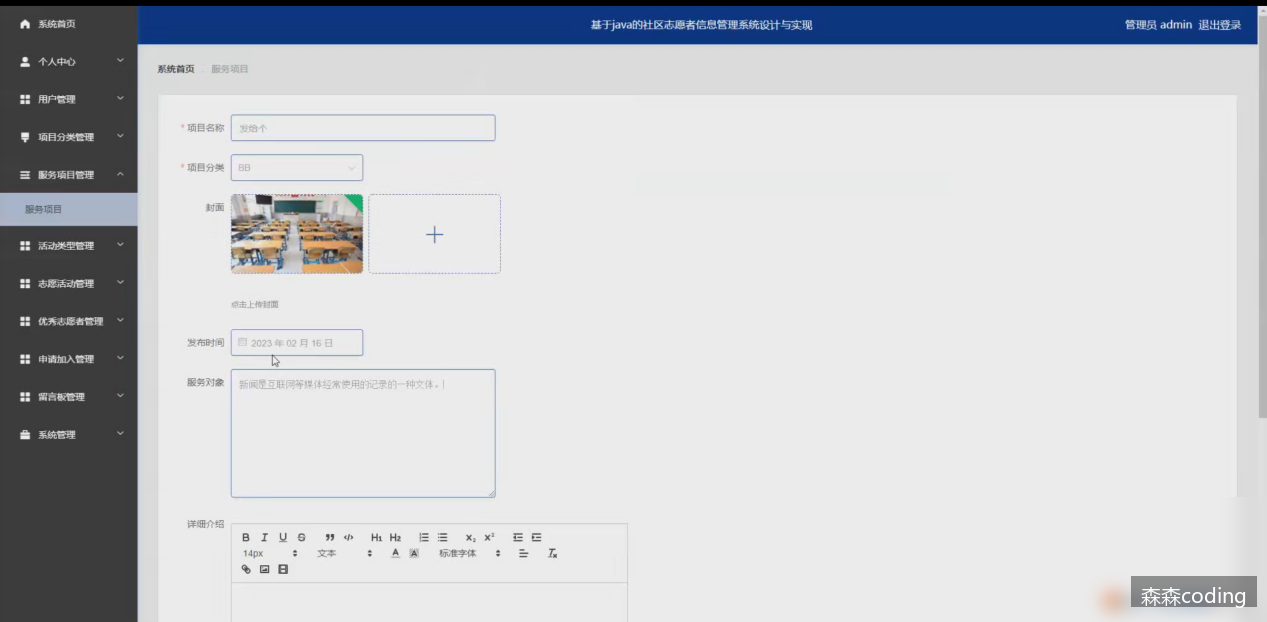 基于java的社区志愿者信息管理系统设计与实现
管理员 admin 退出登录
系统首页
个人中心
用户管理
项目分类管理
服务项目管理
服务项目
活动类型管理
志愿活动管理
优秀志愿者管理
申请加入管理
留言板管理
系统管理
系统首页 服务项目
* 项目名称 发给个
* 项目分类 BB
封面
点击上传封面
发布时间 2023 年 02 月 16 日
服务对象 新闻是互联网等媒体经常使用的记录的一种文体。
详细介绍
B I U S ” </> H1 H2 X₂ X²
14px 文本 A A 标准字体 Tx
森森coding